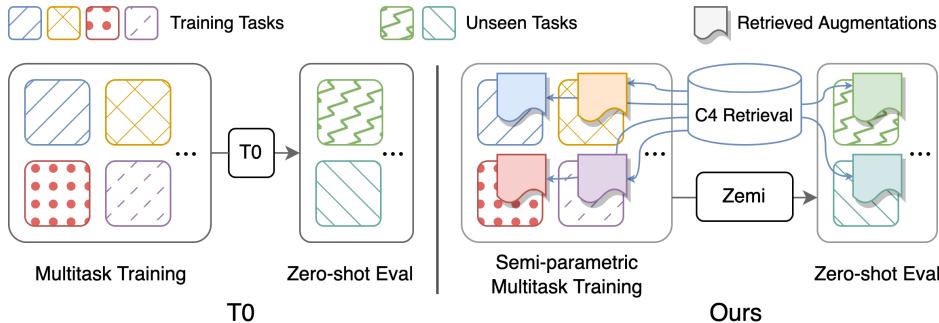 Training Tasks
Unseen Tasks
Retrieved Augmentations
...
T0
...
Multitask Training
Zero-shot Eval
T0
C4 Retrieval
...
Zemi
...
Semi-parametric
Multitask Training
Zero-shot Eval
Ours